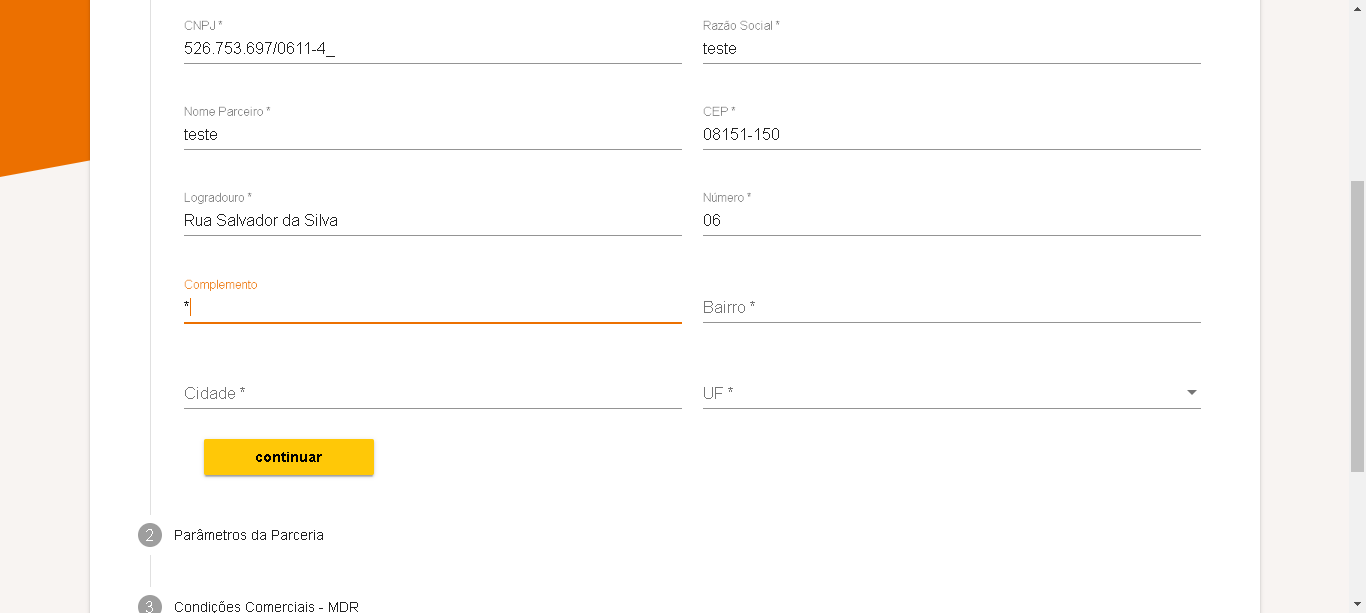 CNPJ *
526.753.697/0611-4_
Razão Social *
teste
Nome Parceiro *
teste
CEP *
08151-150
Logradouro *
Rua Salvador da Silva
Número *
06
Complemento
*
Bairro *
Cidade *
UF *
continuar
2 Parâmetros da Parceria
3 Condições Comerciais - MDR